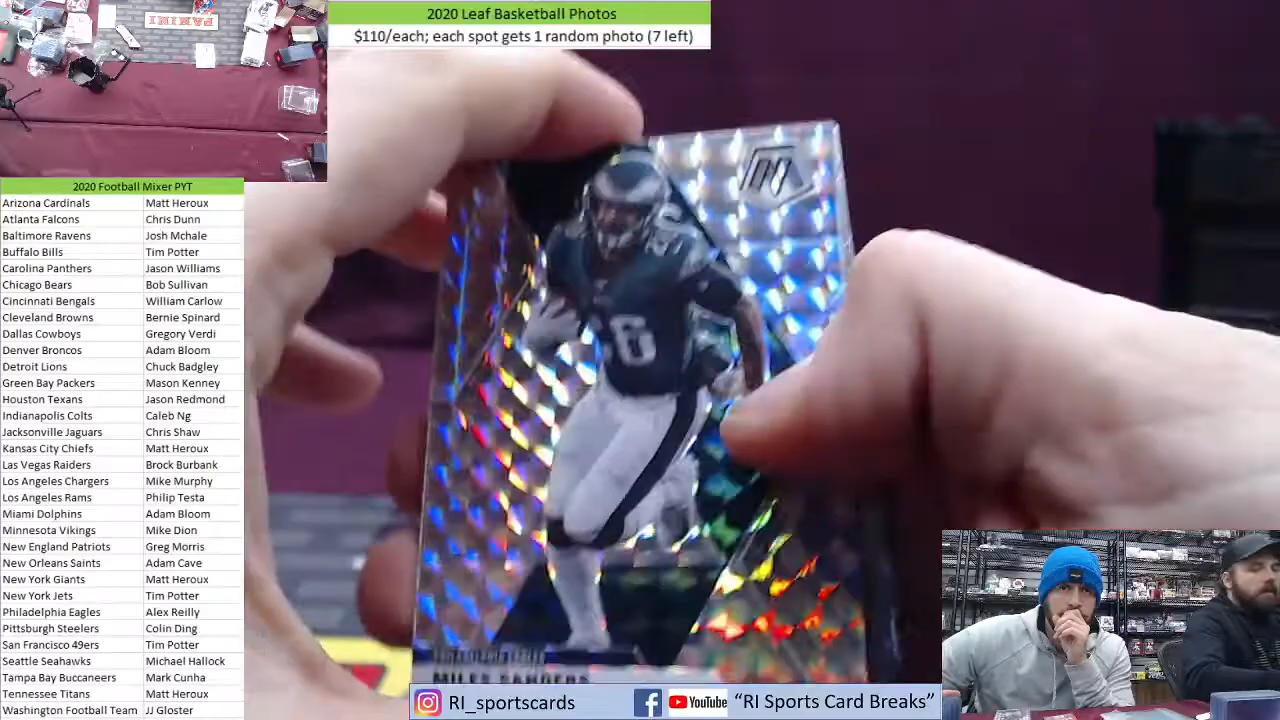 2020 Leaf Basketball Photos
$110/each; each spot gets 1 random photo (7 left)
PANINI
2020 Football Mixer PYT
Arizona Cardinals Matt Heroux
Atlanta Falcons Chris Dunn
Baltimore Ravens Josh Mchale
Buffalo Bills Tim Potter
Carolina Panthers Jason Williams
Chicago Bears Bob Sullivan
Cincinnati Bengals William Carlow
Cleveland Browns Bernie Spinard
Dallas Cowboys Gregory Verdi
Denver Broncos Adam Bloom
Detroit Lions Chuck Badgley
Green Bay Packers Mason Kenney
Houston Texans Jason Redmond
Indianapolis Colts Caleb Ng
Jacksonville Jaguars Chris Shaw
Kansas City Chiefs Matt Heroux
Las Vegas Raiders Brock Burbank
Los Angeles Chargers Mike Murphy
Los Angeles Rams Philip Testa
Miami Dolphins Adam Bloom
Minnesota Vikings Mike Dion
New England Patriots Greg Morris
New Orleans Saints Adam Cave
New York Giants Matt Heroux
New York Jets Tim Potter
Philadelphia Eagles Alex Reilly
Pittsburgh Steelers Colin Ding
San Francisco 49ers Tim Potter
Seattle Seahawks Michael Hallock
Tampa Bay Buccaneers Mark Cunha
Tennessee Titans Matt Heroux
Washington Football Team JJ Gloster
26
MILES SANDERS
RI_sportscards
YouTube
"RI Sports Card Breaks"